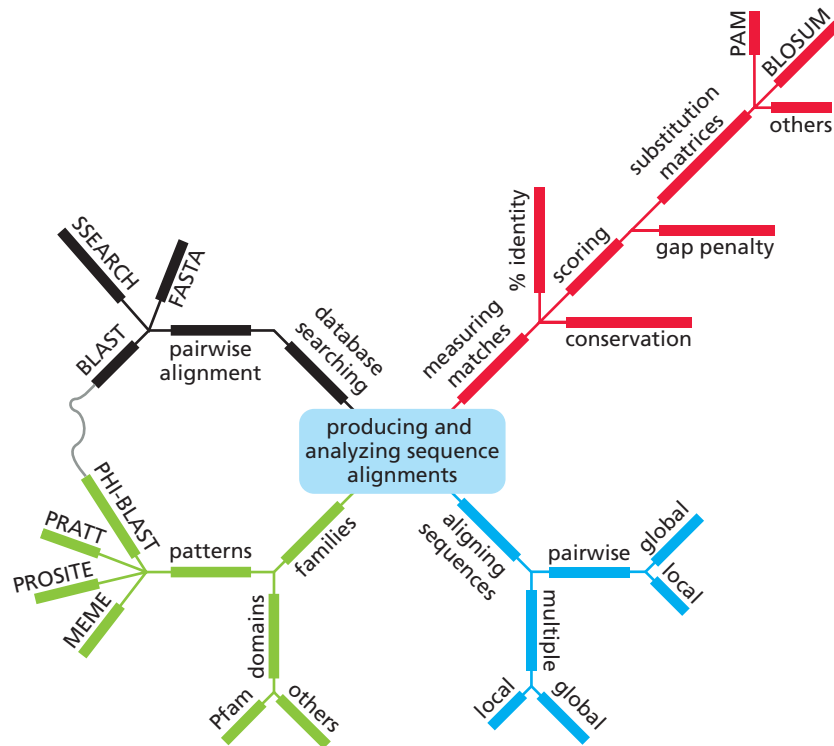 PAM
BLOSUM
others
substitution
matrices
% identity
scoring
gap penalty
conservation
measuring
matches
SSEARCH
FASTA
BLAST
pairwise
alignment
database
searching
producing and
analyzing sequence
alignments
PHI-BLAST
PRATT
PROSITE
MEME
patterns
families
domains
Pfam
others
aligning
sequences
pairwise
global
local
multiple
local
global